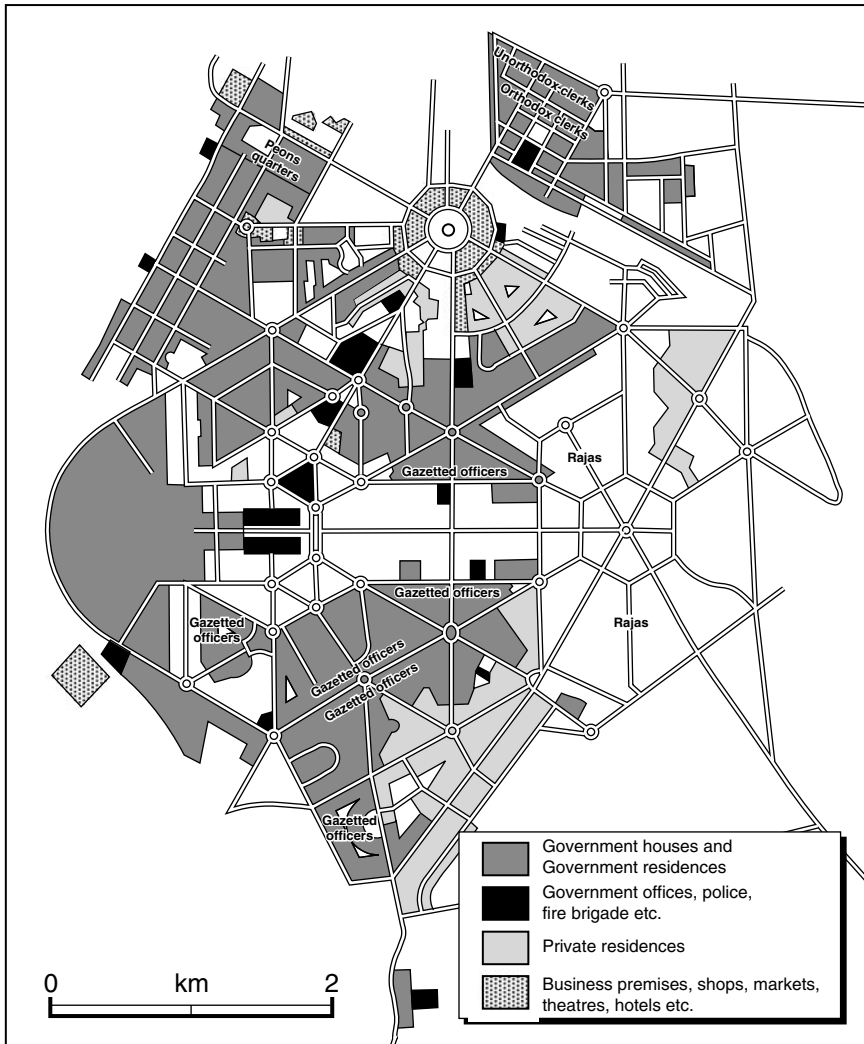 Unorthodox clerks
Orthodox clerks
Peons
quarters
Gazetted officers
Rajas
Gazetted officers
Gazetted
officers
Rajas
Gazetted officers
Gazetted officers
Gazetted
officers
Government houses and
Government residences
Government offices, police,
fire brigade etc.
Private residences
Business premises, shops, markets,
theatres, hotels etc.
0 km 2